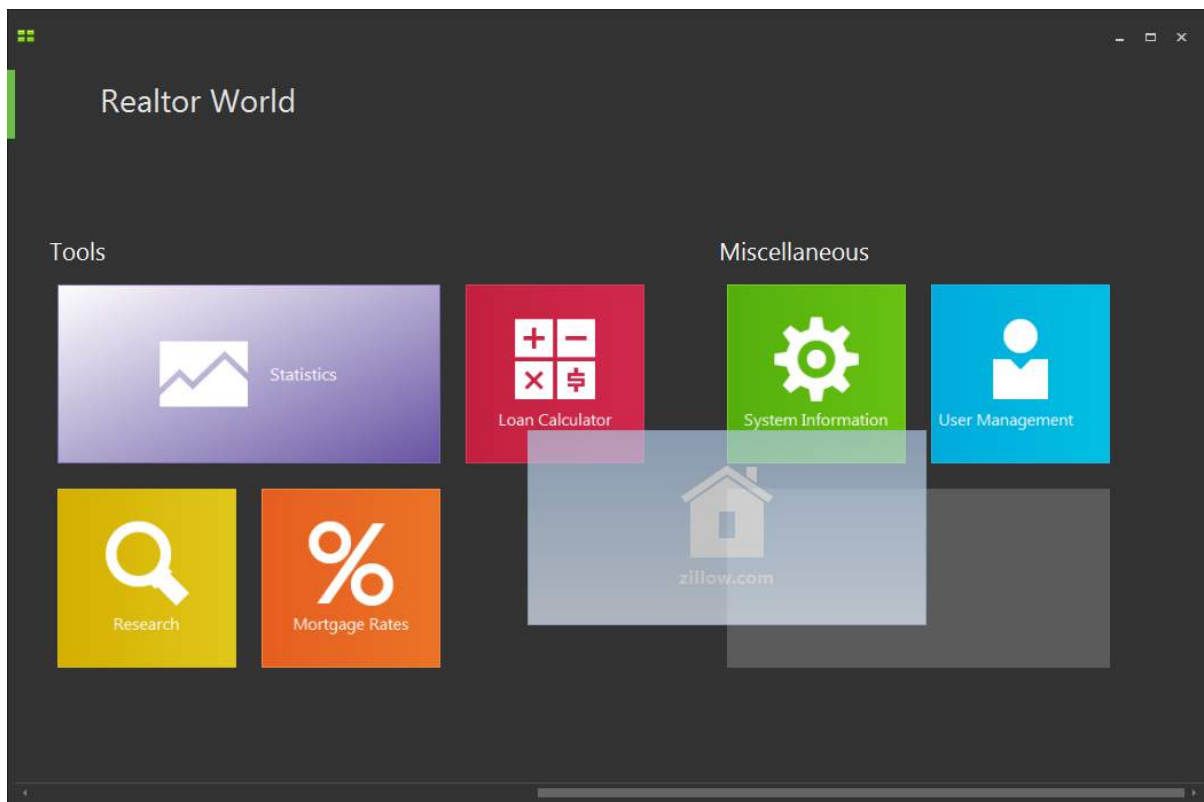 Realtor World
Tools
Miscellaneous
Statistics
Loan Calculator
System Information
User Management
zillow.com
Research
Mortgage Rates